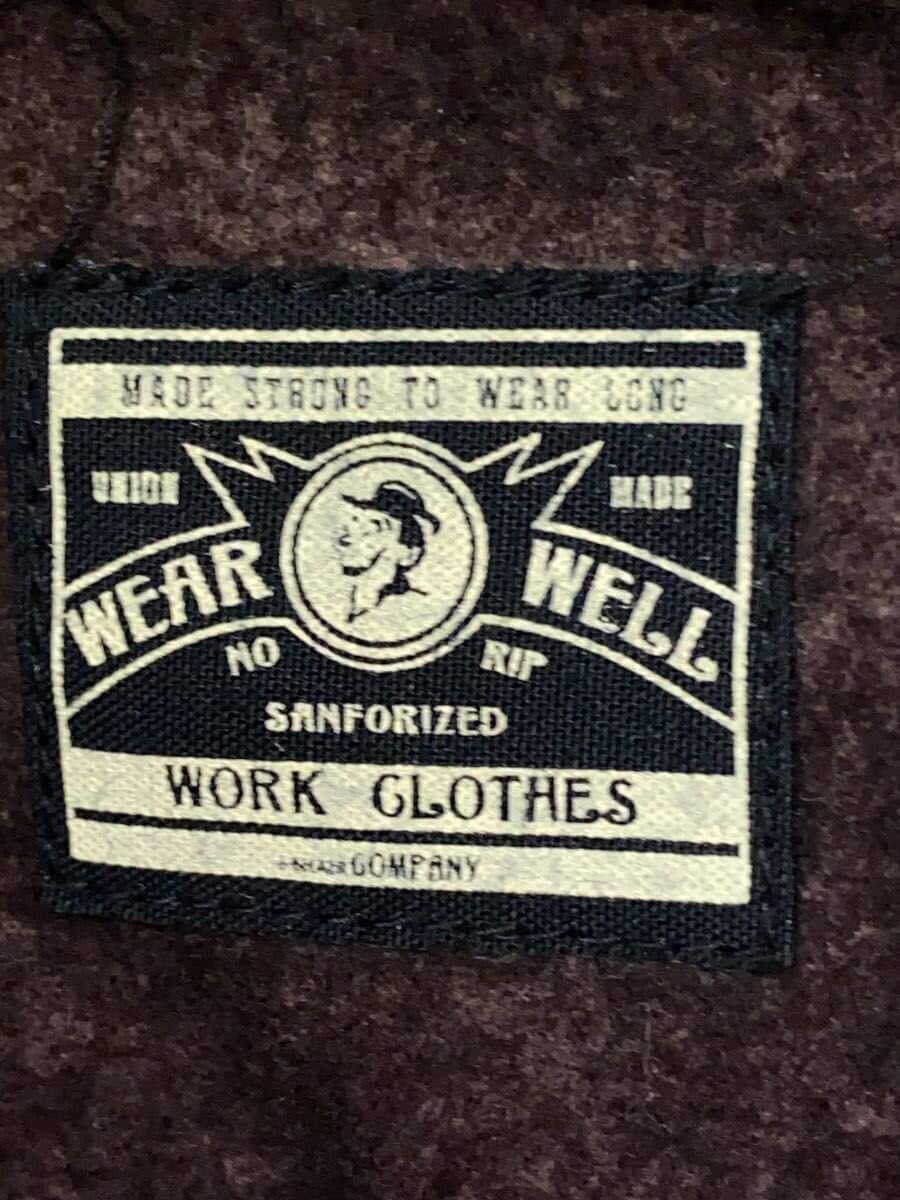 MADE STRONG TO WEAR LONG
UNION MADE
WEAR WELL
NO RIP
SANFORIZED
WORK CLOTHES
COMPANY